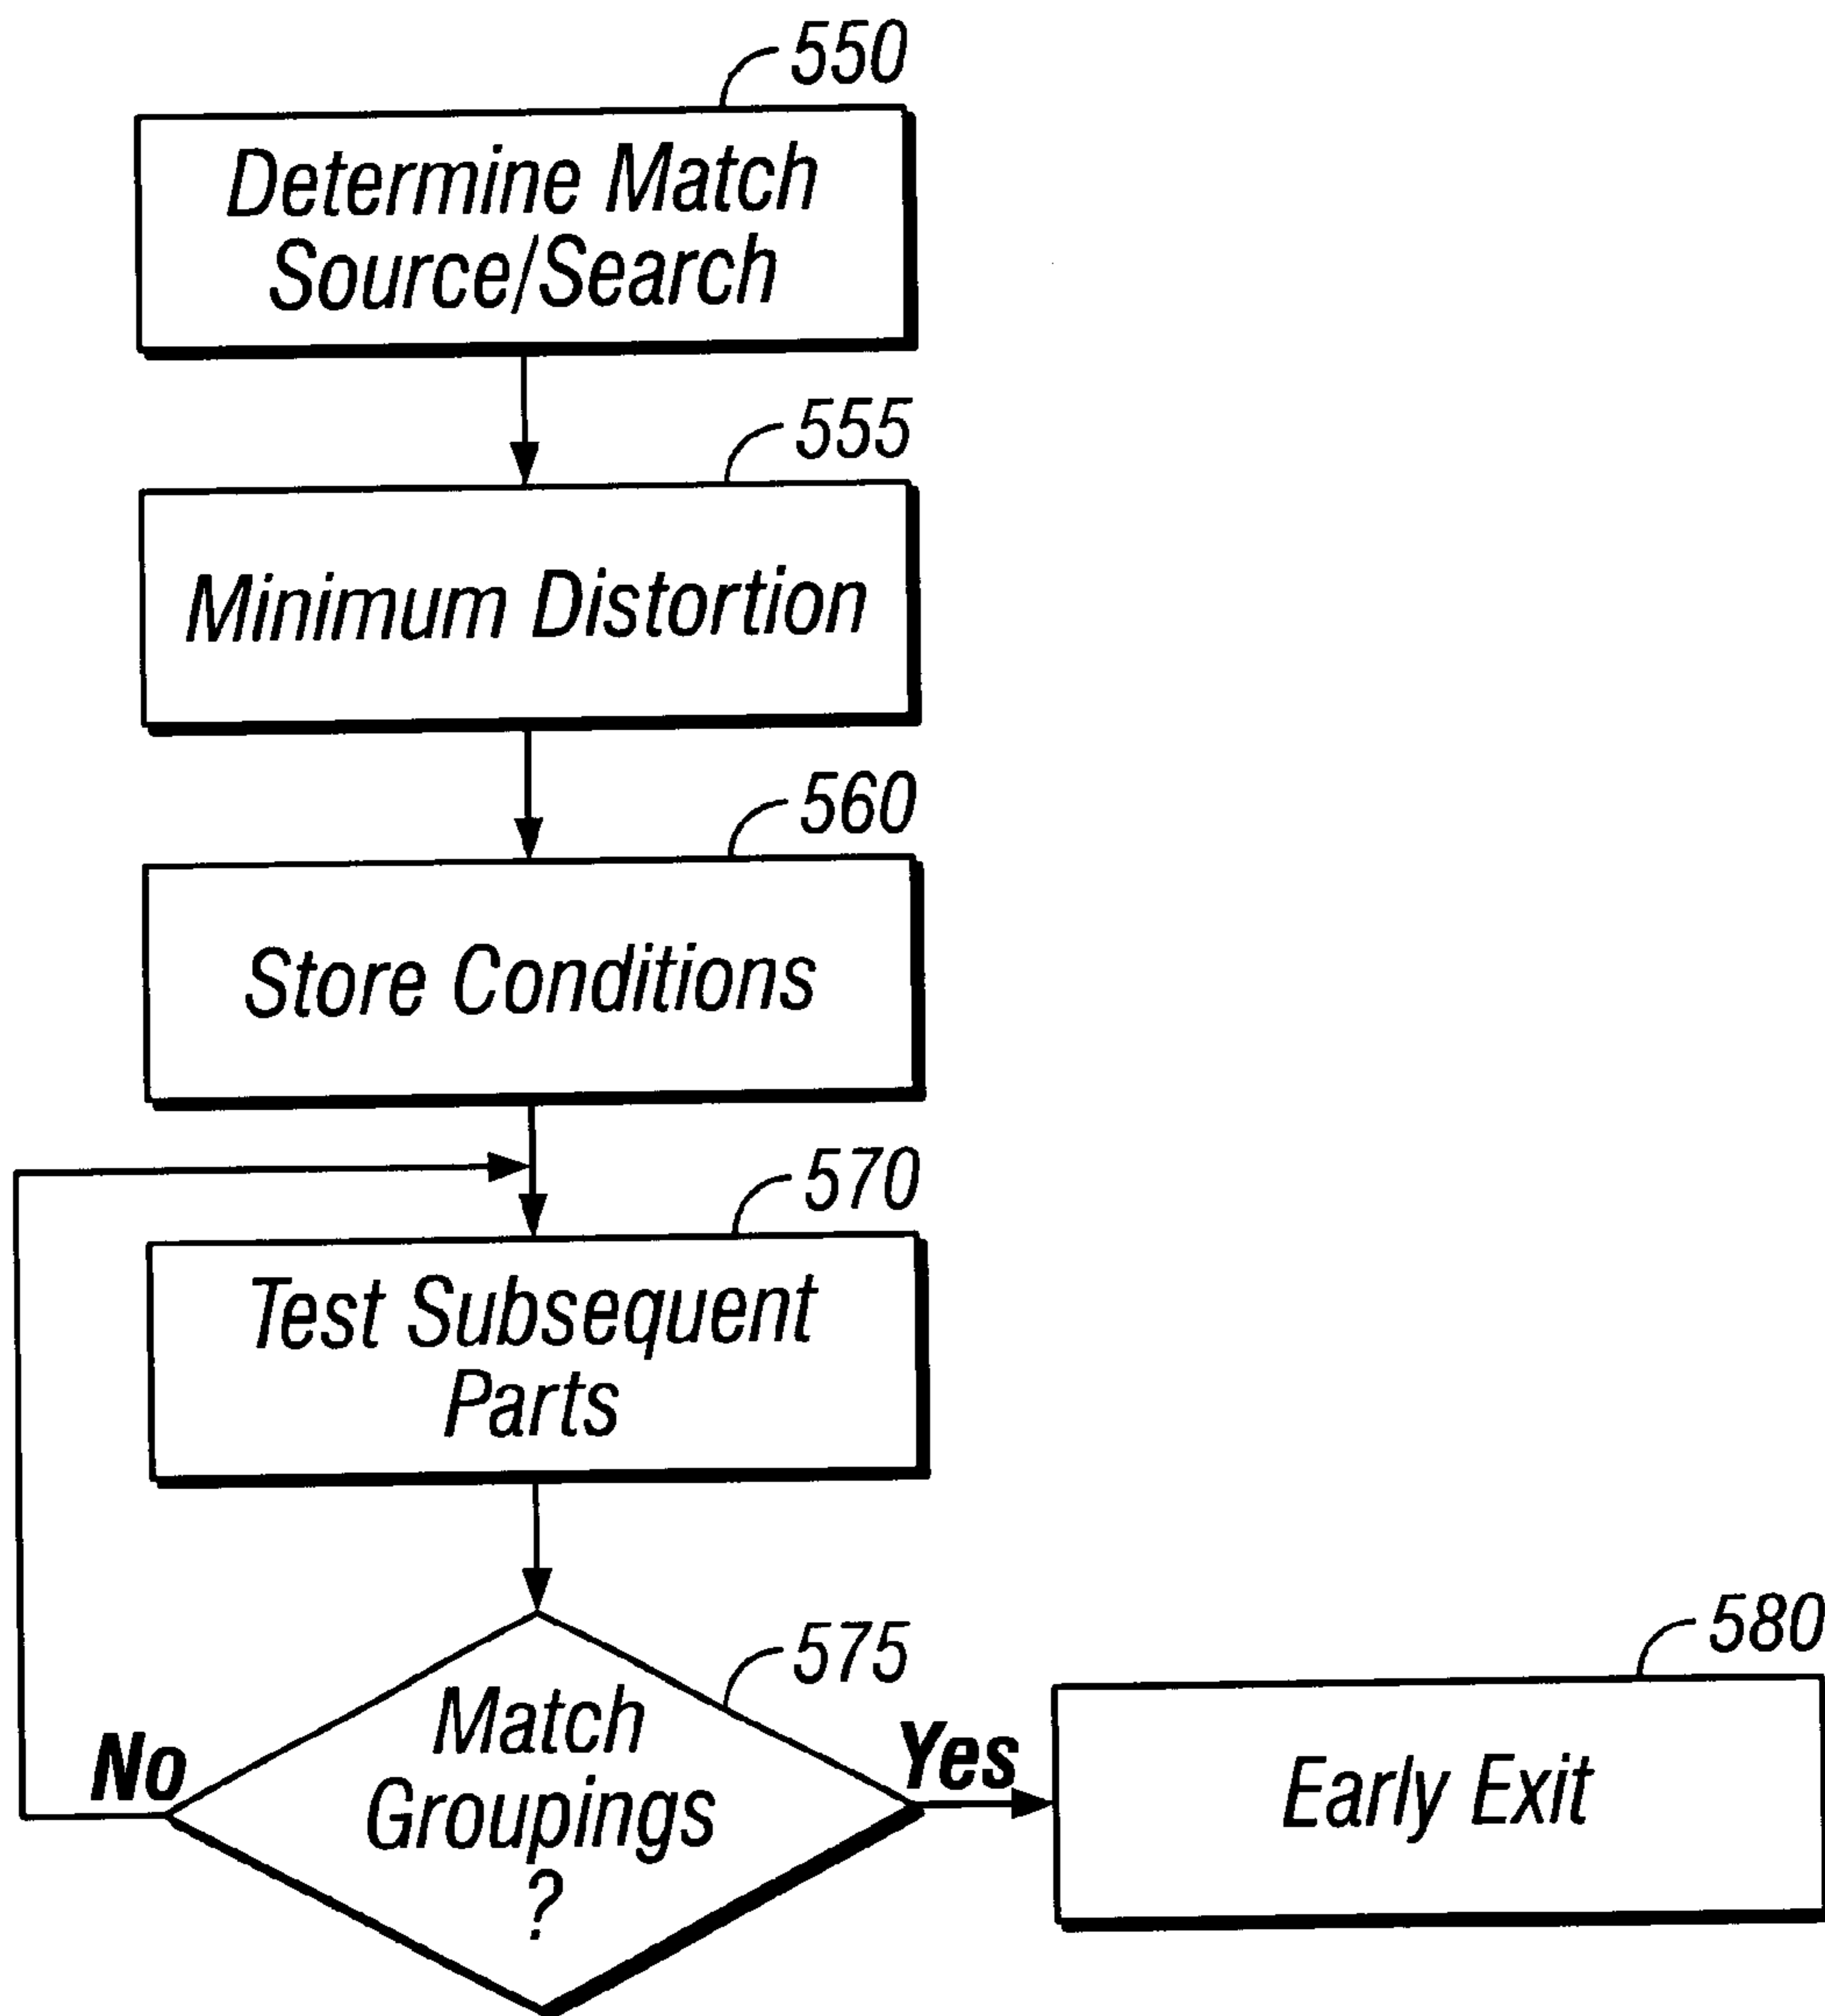 550
Determine Match
Source/Search
555
Minimum Distortion
560
Store Conditions
570
Test Subsequent
Parts
575
Match
Groupings
?
No
Yes
580
Early Exit